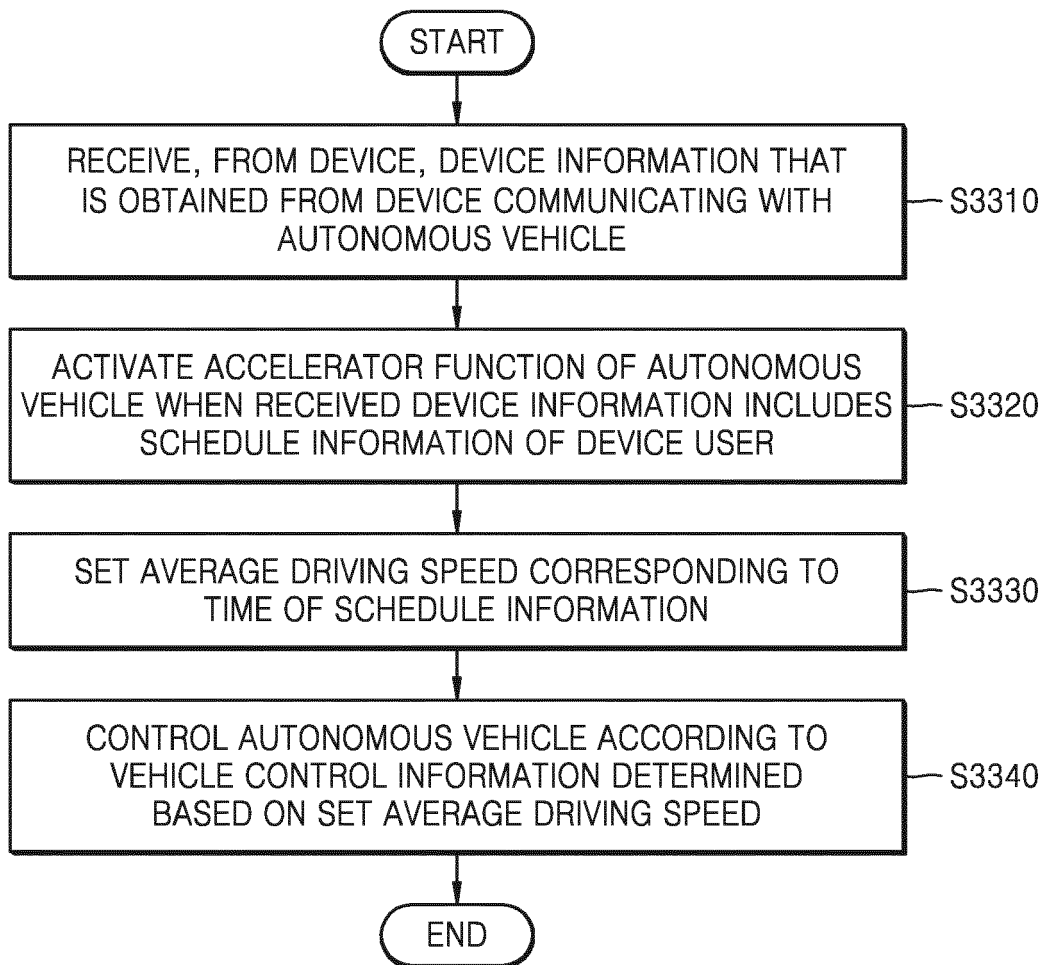 START
RECEIVE, FROM DEVICE, DEVICE INFORMATION THAT
IS OBTAINED FROM DEVICE COMMUNICATING WITH
AUTONOMOUS VEHICLE
S3310
ACTIVATE ACCELERATOR FUNCTION OF AUTONOMOUS
VEHICLE WHEN RECEIVED DEVICE INFORMATION INCLUDES
SCHEDULE INFORMATION OF DEVICE USER
S3320
SET AVERAGE DRIVING SPEED CORRESPONDING TO
TIME OF SCHEDULE INFORMATION
S3330
CONTROL AUTONOMOUS VEHICLE ACCORDING TO
VEHICLE CONTROL INFORMATION DETERMINED
BASED ON SET AVERAGE DRIVING SPEED
S3340
END